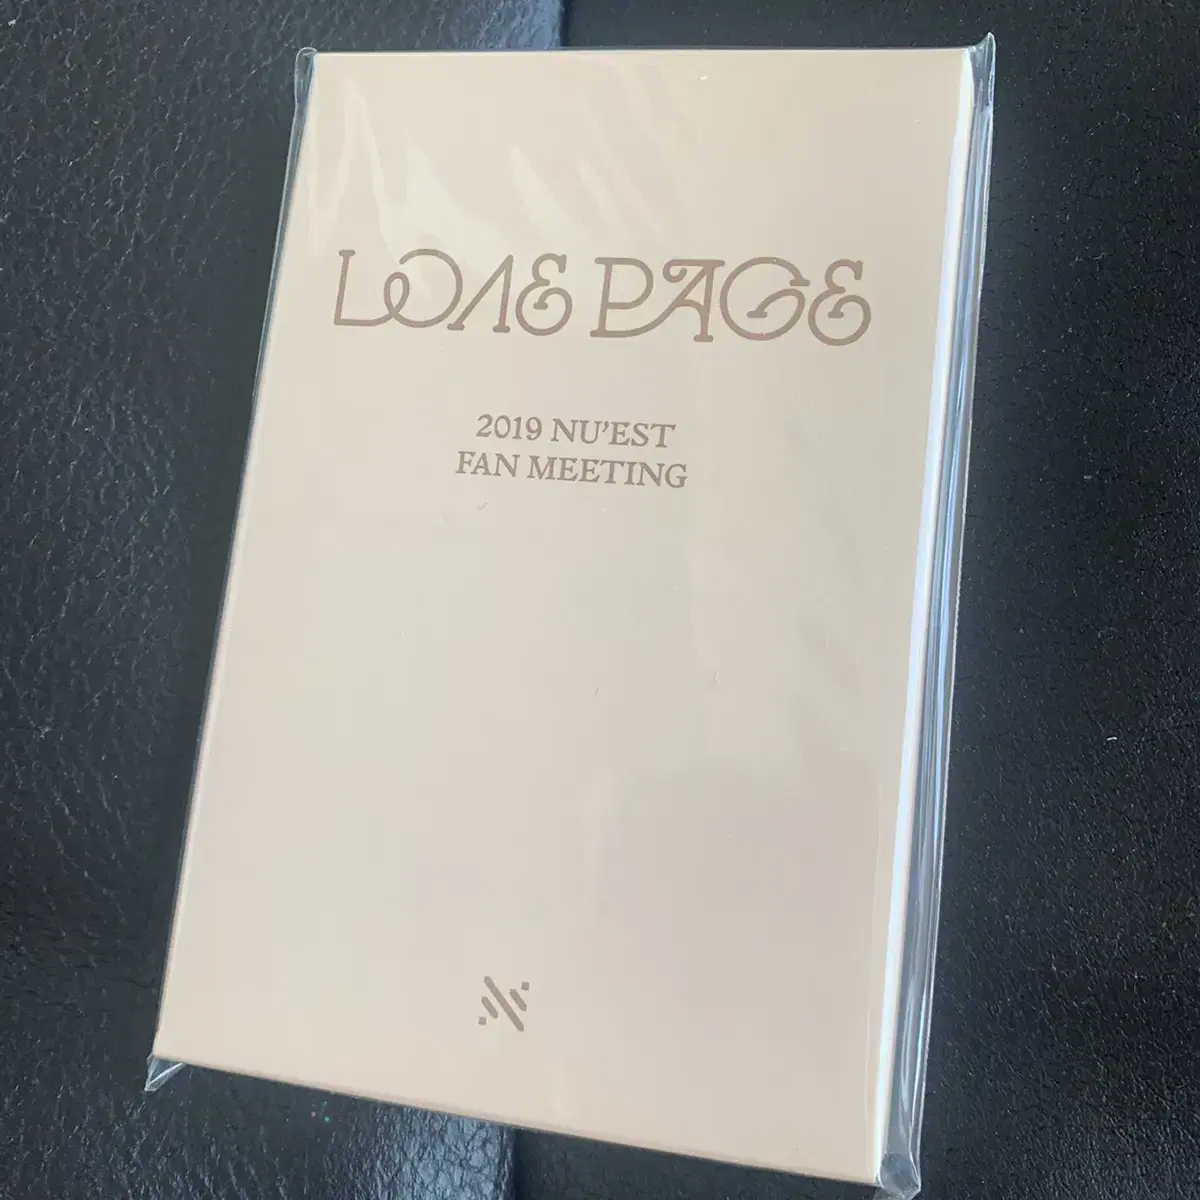 LOVE PAGE
2019 NU'EST
FAN MEETING